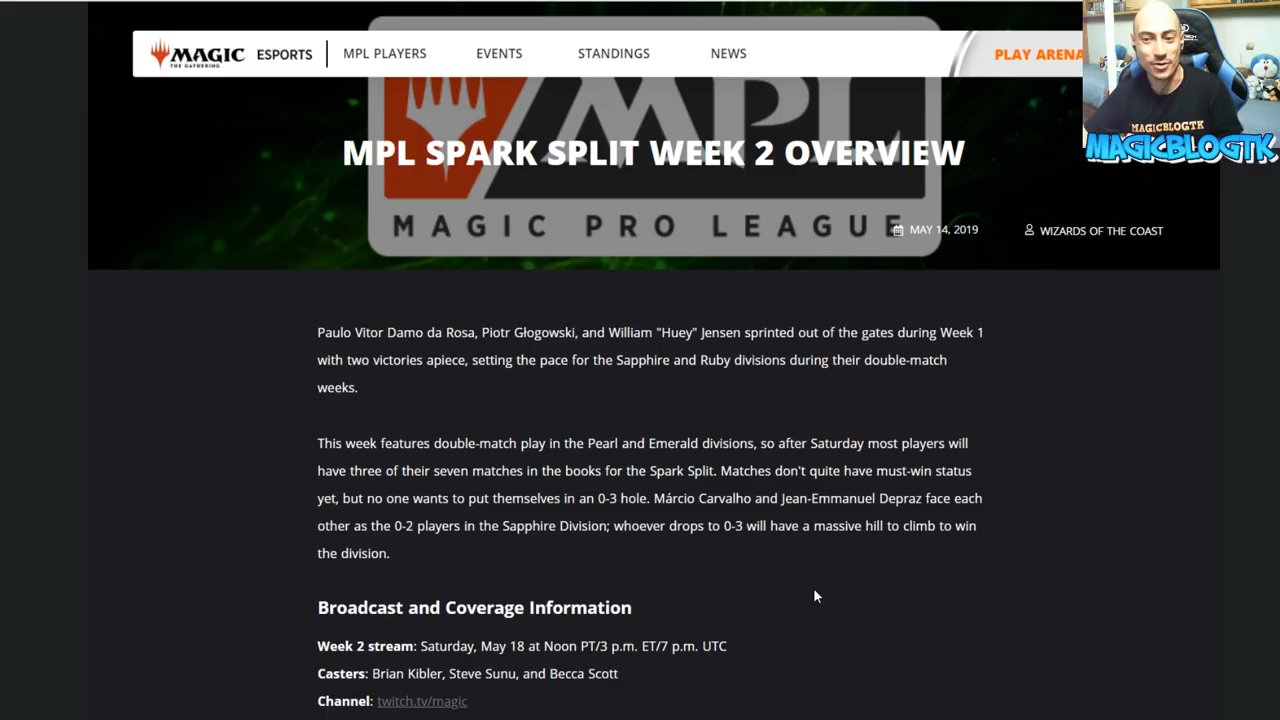 MAGIC
THE GATHERING
ESPORTS
MPL PLAYERS
EVENTS
STANDINGS
NEWS
PLAY ARENA
MAGICBLOGTK
MAGICBLOGTK
MPL
MPL SPARK SPLIT WEEK 2 OVERVIEW
MAGIC PRO LEAGUE
MAY 14, 2019
WIZARDS OF THE COAST
Paulo Vitor Damo da Rosa, Piotr Głogowski, and William "Huey" Jensen sprinted out of the gates during Week 1
with two victories apiece, setting the pace for the Sapphire and Ruby divisions during their double-match
weeks.
This week features double-match play in the Pearl and Emerald divisions, so after Saturday most players will
have three of their seven matches in the books for the Spark Split. Matches don't quite have must-win status
yet, but no one wants to put themselves in an 0-3 hole. Márcio Carvalho and Jean-Emmanuel Depraz face each
other as the 0-2 players in the Sapphire Division; whoever drops to 0-3 will have a massive hill to climb to win
the division.
Broadcast and Coverage Information
Week 2 stream: Saturday, May 18 at Noon PT/3 p.m. ET/7 p.m. UTC
Casters: Brian Kibler, Steve Sunu, and Becca Scott
Channel: twitch.tv/magic